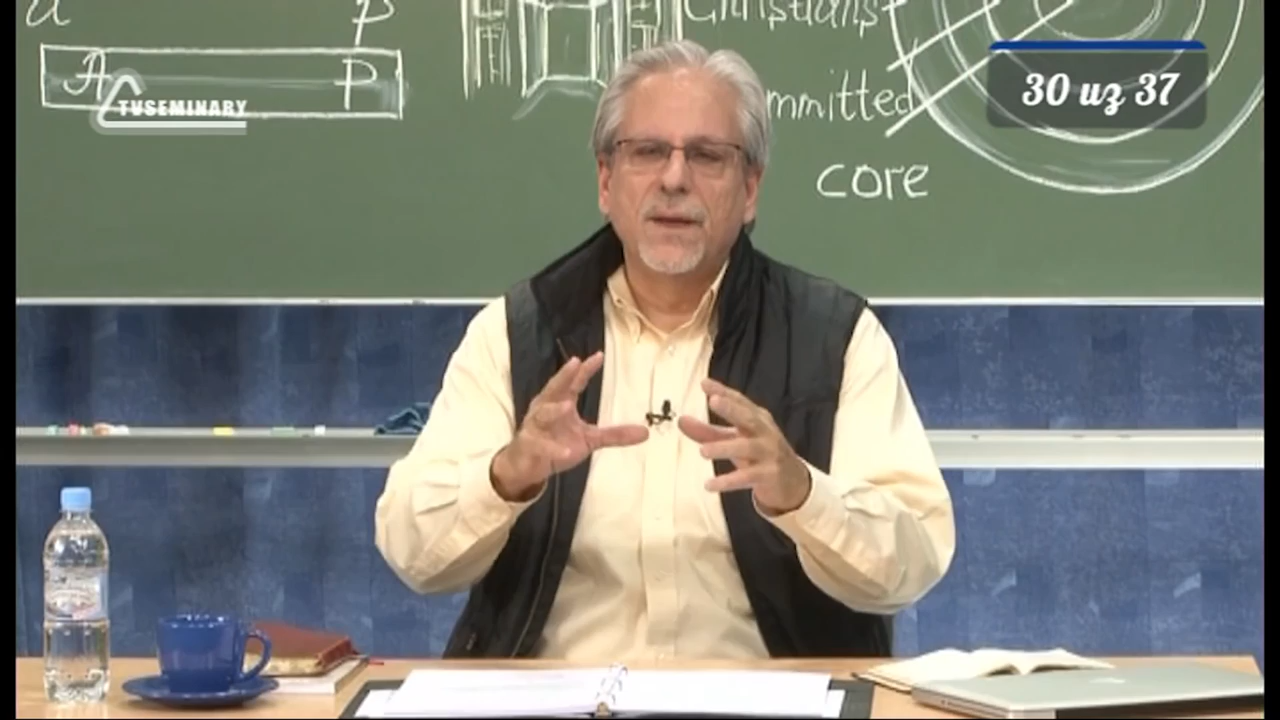 a p
A P
TVSEMINARY
Christians
mmitted
core
30 из 37